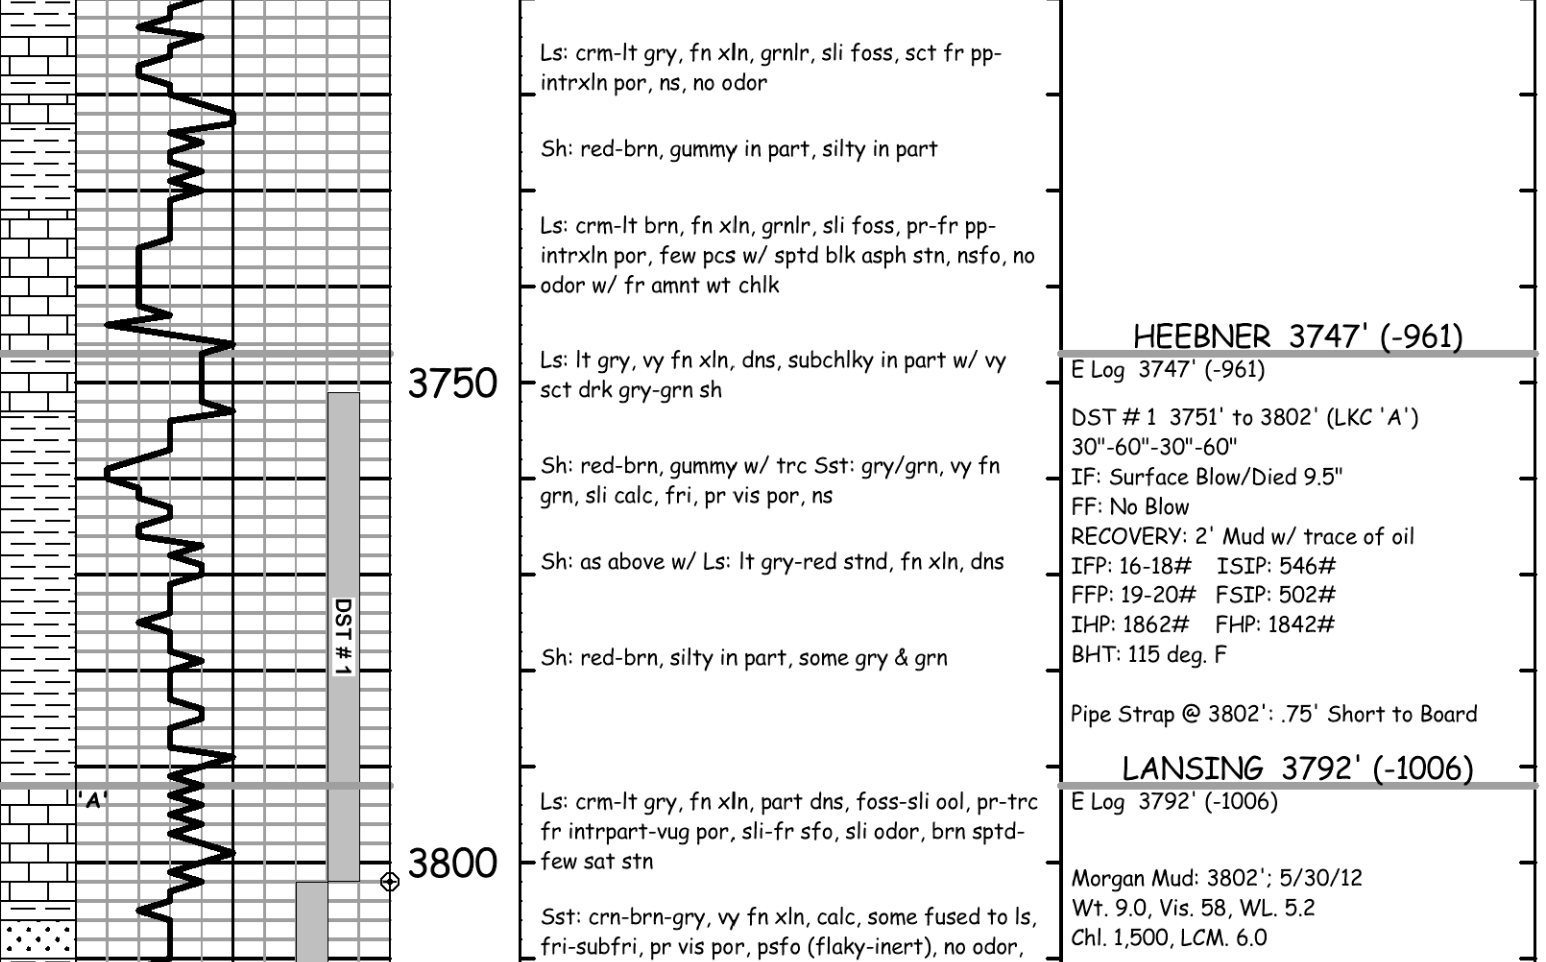 Ls: crm-lt gry, fn xln, grnlr, sli foss, sct fr pp-
intrxln por, ns, no odor
Sh: red-brn, gummy in part, silty in part
Ls: crm-lt brn, fn xln, grnlr, sli foss, pr-fr pp-
intrxln por, few pcs w/ sptd blk asph stn, nsfo, no
odor w/ fr amnt wt chlk
HEEBNER 3747' (-961)
E Log 3747' (-961)
3750
Ls: lt gry, vy fn xln, dns, subchlky in part w/ vy
sct drk gry-grn sh
DST # 1 3751' to 3802' (LKC 'A')
30"-60"-30"-60"
IF: Surface Blow/Died 9.5"
FF: No Blow
RECOVERY: 2' Mud w/ trace of oil
IFP: 16-18# ISIP: 546#
FFP: 19-20# FSIP: 502#
IHP: 1862# FHP: 1842#
BHT: 115 deg. F
Sh: red-brn, gummy w/ trc Sst: gry/grn, vy fn
grn, sli calc, fri, pr vis por, ns
Sh: as above w/ Ls: lt gry-red stnd, fn xln, dns
DST # 1
Sh: red-brn, silty in part, some gry & grn
Pipe Strap @ 3802': .75' Short to Board
LANSING 3792' (-1006)
E Log 3792' (-1006)
'A'
Ls: crm-lt gry, fn xln, part dns, foss-sli ool, pr-trc
fr intrpart-vug por, sli-fr sfo, sli odor, brn sptd-
few sat stn
3800
Morgan Mud: 3802'; 5/30/12
Wt. 9.0, Vis. 58, WL. 5.2
Chl. 1,500, LCM. 6.0
Sst: crn-brn-gry, vy fn xln, calc, some fused to ls,
fri-subfri, pr vis por, psfo (flaky-inert), no odor,